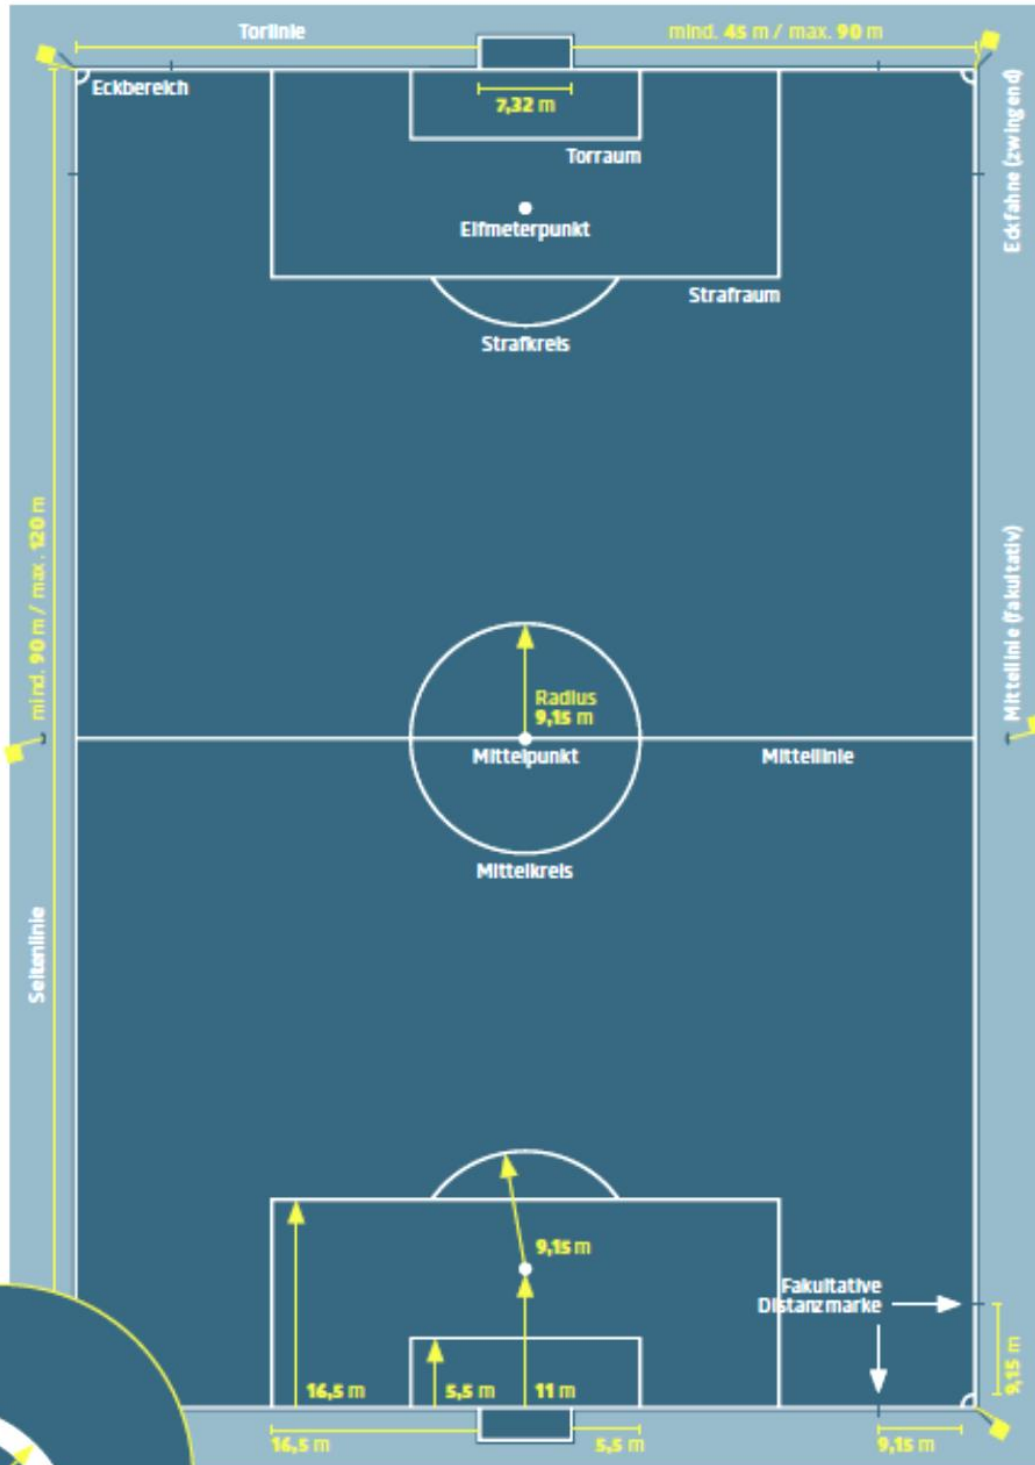 Torlinie
mind. 45 m / max. 90 m
Eckbereich
7,32 m
Torraum
Elfmeterpunkt
Strafraum
Strafkreis
Eckfahne (zwingend)
mind. 90 m / max. 120 m
Mittellinie (fakultativ)
Radius
9,15 m
Mittelpunkt
Mittellinie
Mittelkreis
Seitenlinie
9,15 m
Fakultative
Distanzmarke
9,15 m
16,5 m
5,5 m
11 m
16,5 m
5,5 m
9,15 m